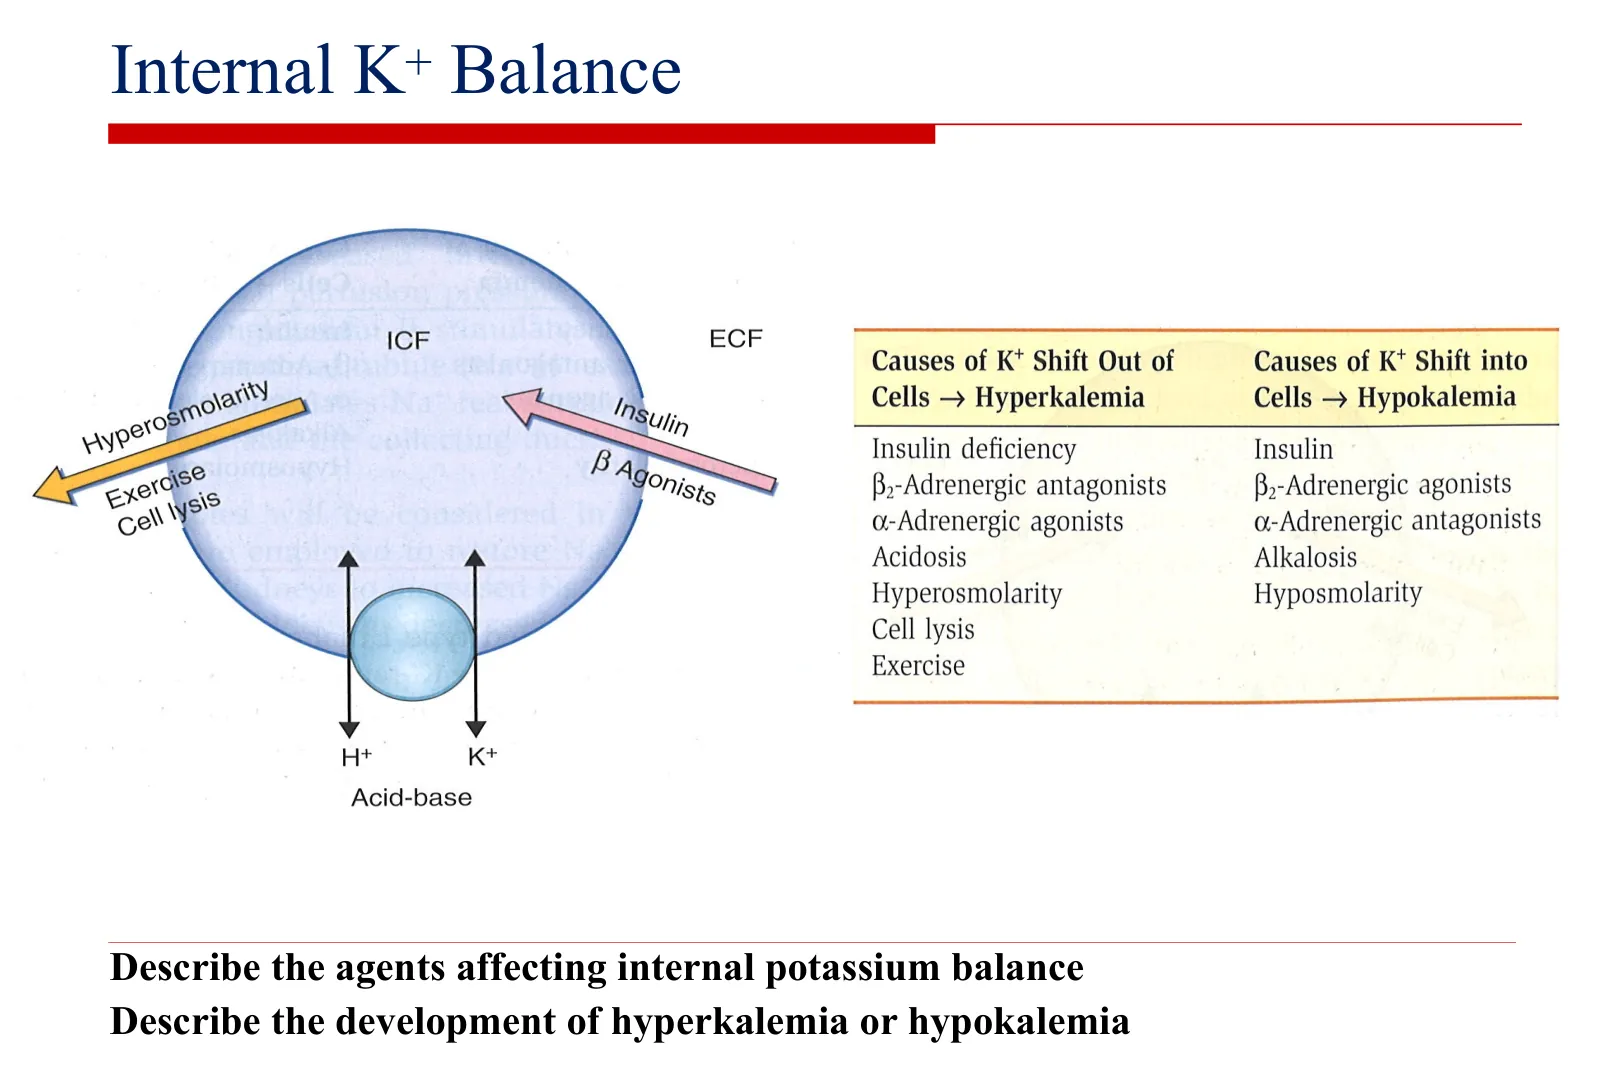 Internal K⁺ Balance
ICF
ECF
Hyperosmolarity
Exercise
Cell lysis
Insulin
β Agonists
H⁺
K⁺
Acid-base
Causes of K⁺ Shift Out of
Cells → Hyperkalemia
Causes of K⁺ Shift into
Cells → Hypokalemia
Insulin deficiency
Insulin
β₂-Adrenergic antagonists
β₂-Adrenergic agonists
α-Adrenergic agonists
α-Adrenergic antagonists
Acidosis
Alkalosis
Hyperosmolarity
Hyposmolarity
Cell lysis
Exercise
Describe the agents affecting internal potassium balance
Describe the development of hyperkalemia or hypokalemia